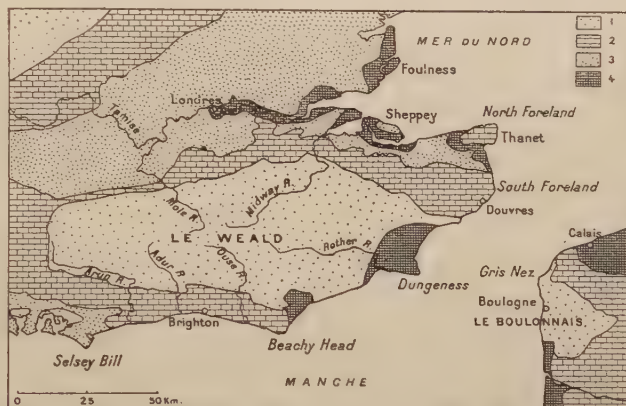 MER DU NORD
1
2
3
4
Foulness
Londres
Tamise
Sheppey
North Foreland
Thanet
South Foreland
Douvres
Mole R.
Midway R.
LE WEALD
Rother R.
Arun R.
Adur R.
Ouse R.
Dungeness
Calais
Gris Nez
Boulogne
LE BOULONNAIS
Brighton
Beachy Head
Selsey Bill
MANCHE
0 25 50 Km.